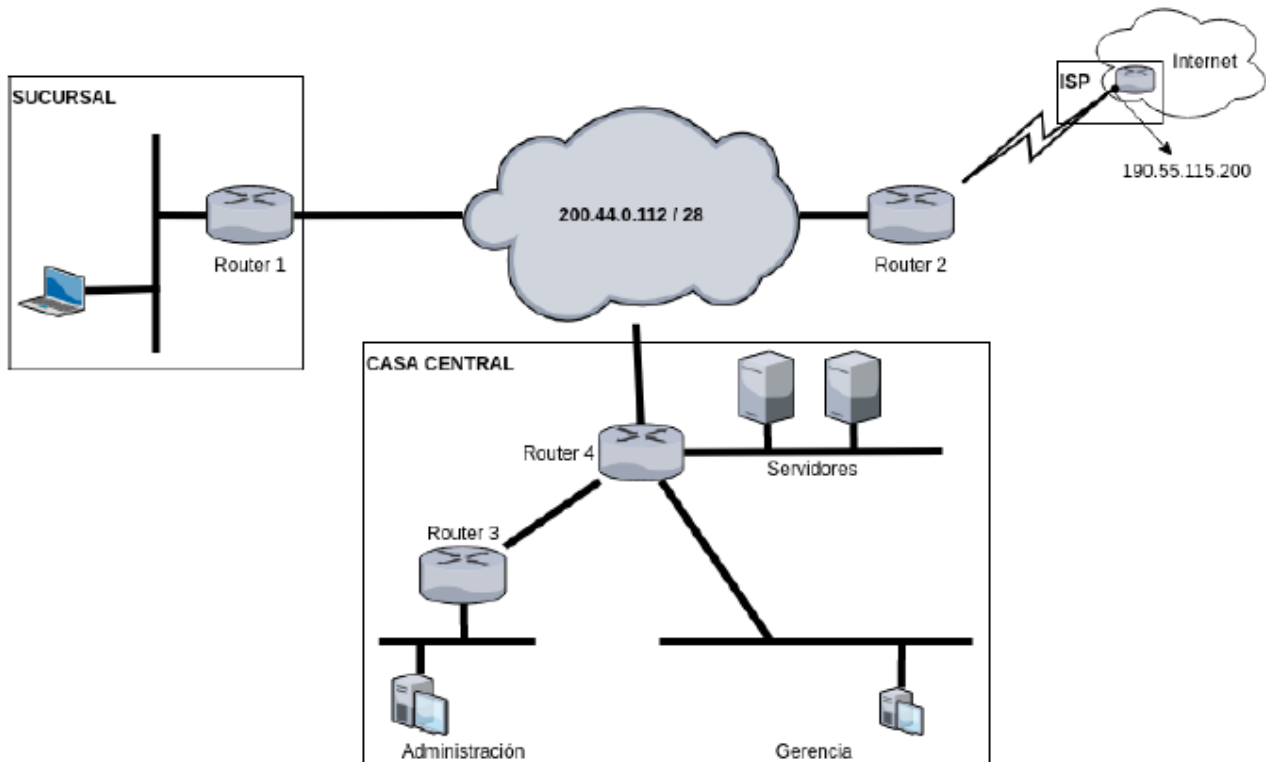 Internet
ISP
190.55.115.200
SUCURSAL
Router 1
200.44.0.112 / 28
Router 2
CASA CENTRAL
Router 4
Servidores
Router 3
Administración
Gerencia